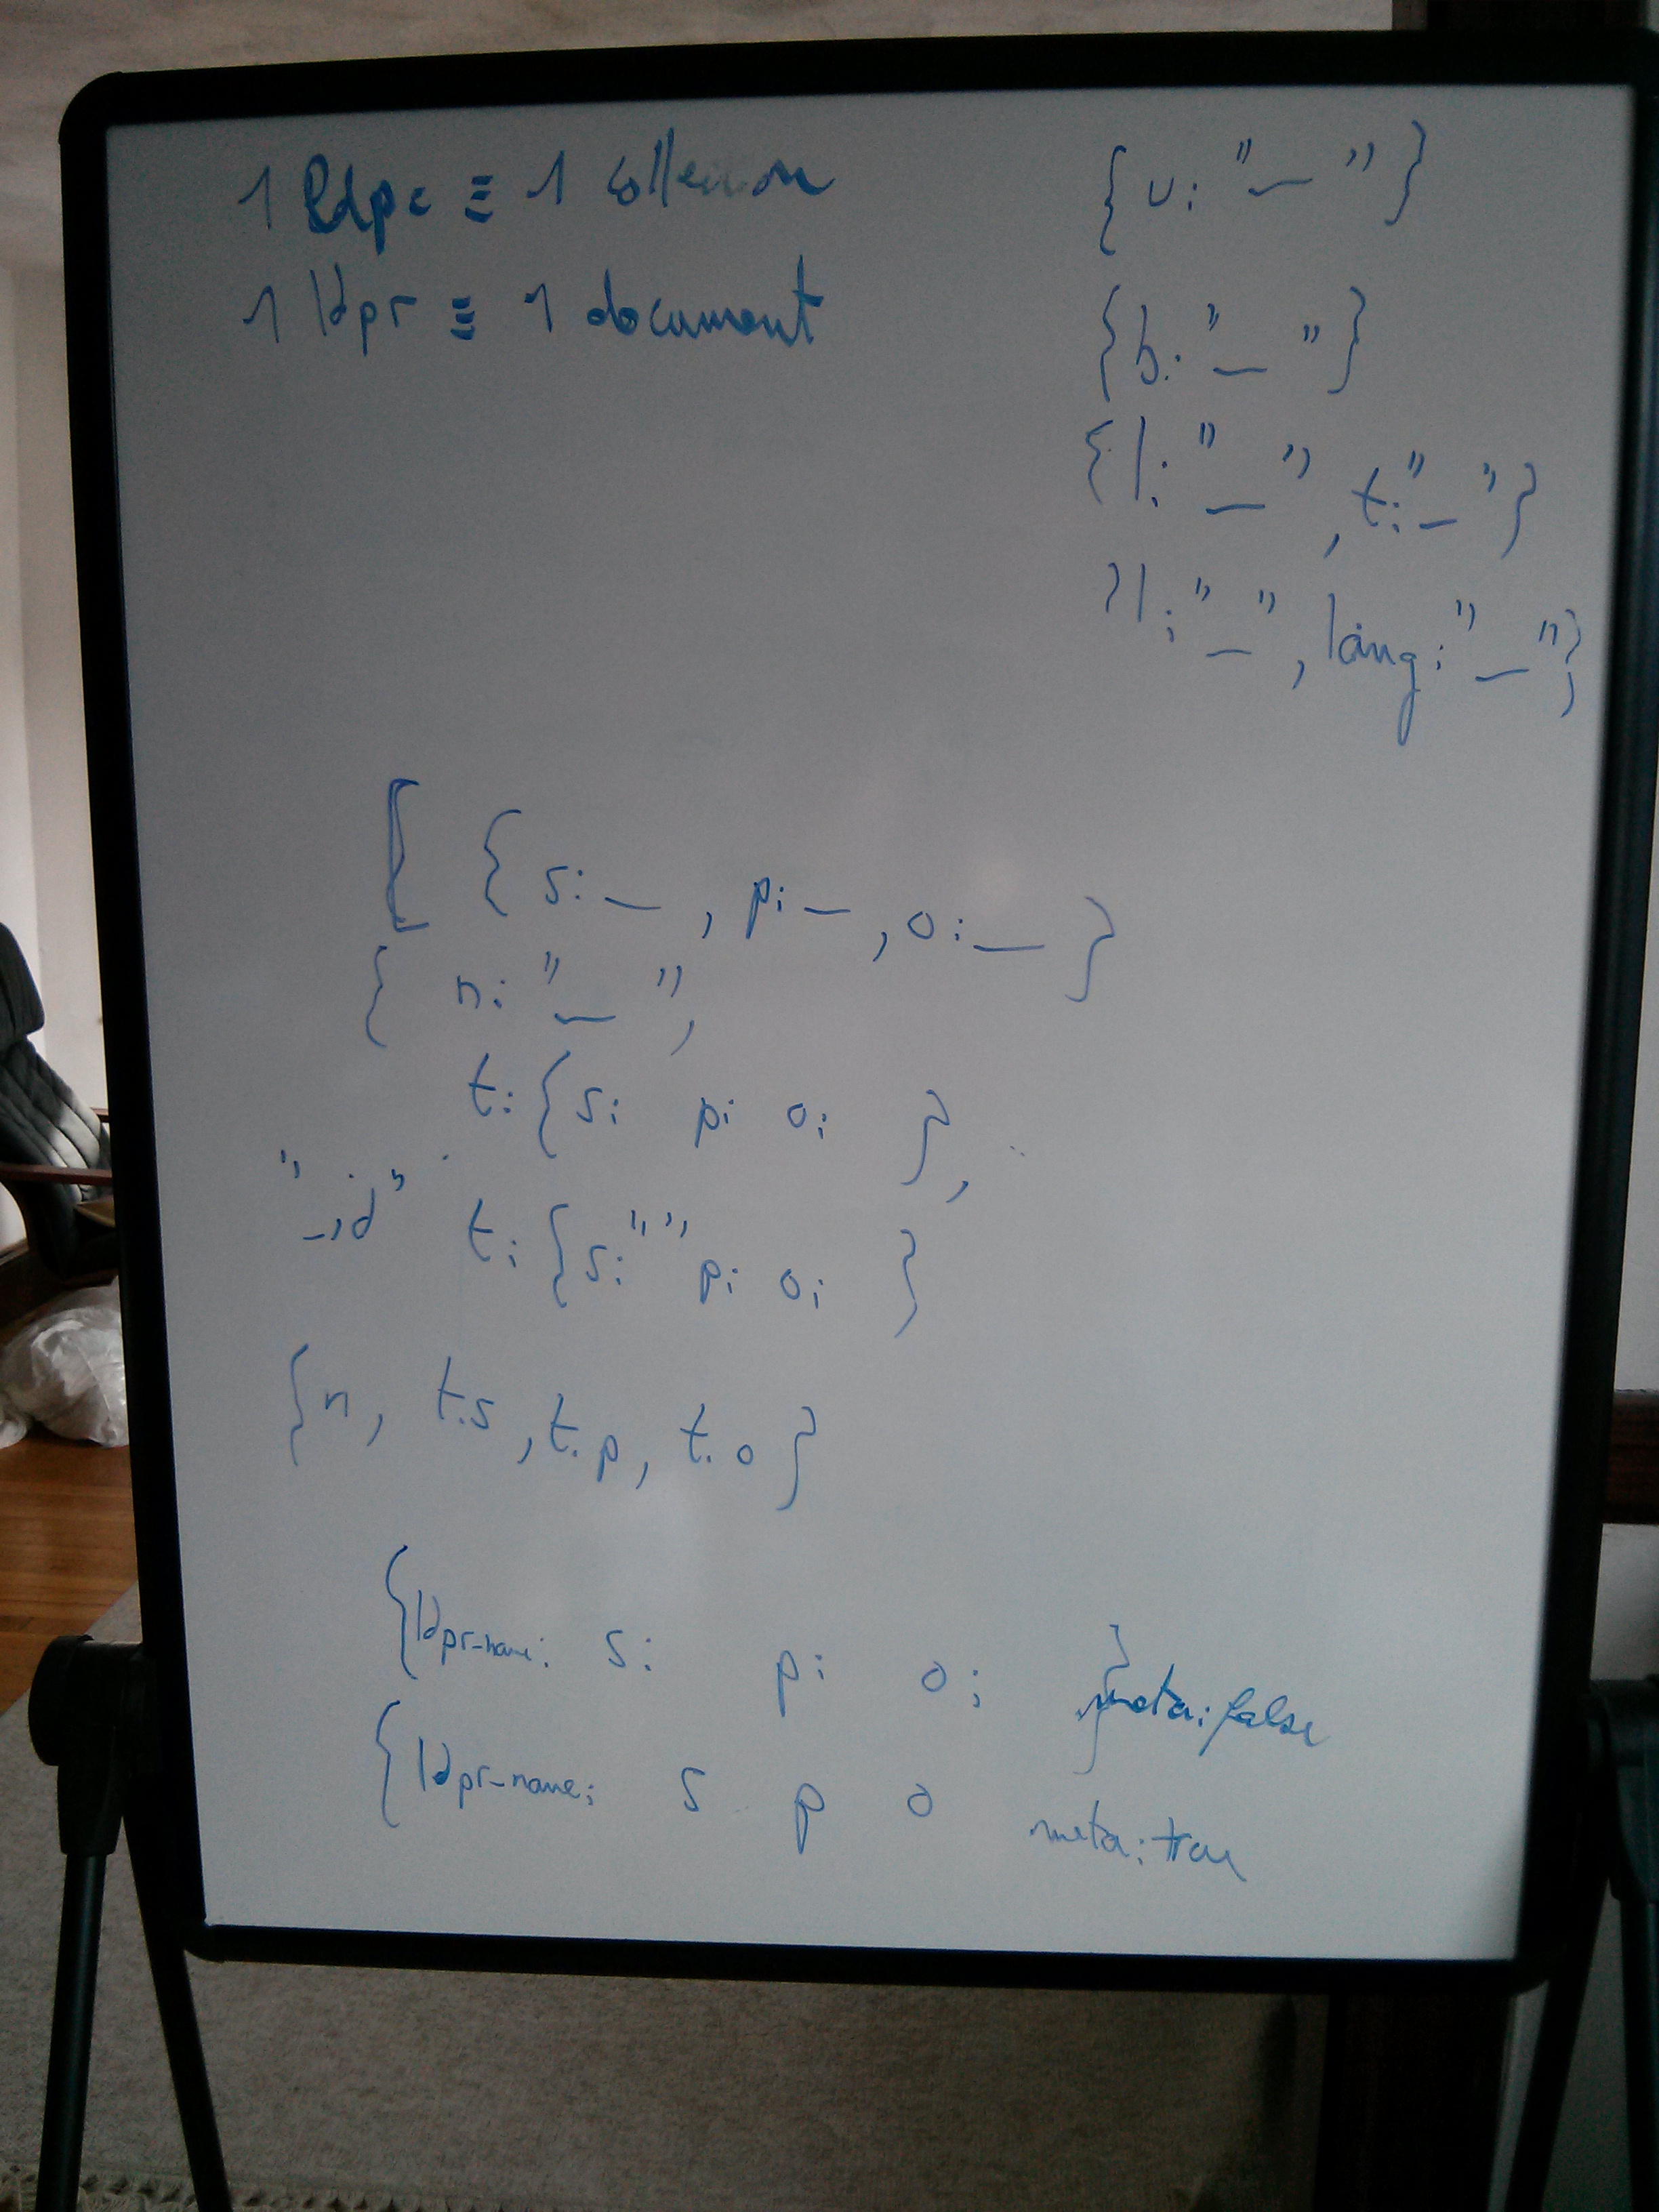 1 ldpc ≡ 1 collection
1 ldpr ≡ 1 document
{u: "_"}
{b: "_"}
{l: "_", t: "_"}
{l: "_", lang: "_"}
[ {s: _, p: _, o: _}
{ n: "_",
t: {s: p: o: },
"_id" t: {s: "", p: o: }
{n, t.s, t.p, t.o}
{ldpr-name: s: p: o: } meta: false
{ldpr-name: s p o meta: true